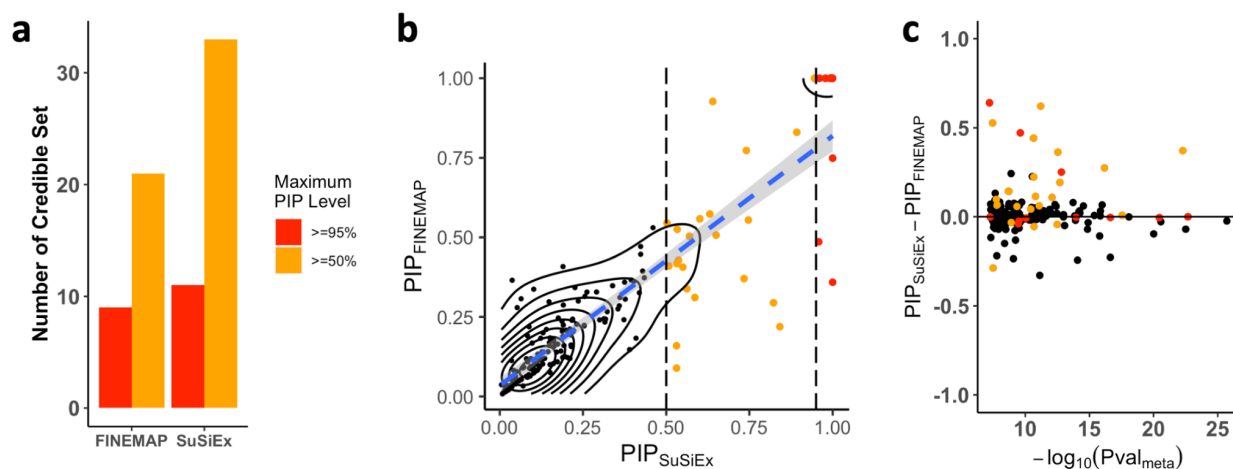 a
Number of Credible Set
30
20
10
0
FINEMAP SuSiEx
Maximum
PIP Level
>=95%
>=50%
b
PIP_FINEMAP
1.00
0.75
0.50
0.25
0.00
0.00 0.25 0.50 0.75 1.00
PIP_SuSiEx
c
PIP_SuSiEx − PIP_FINEMAP
1.0
0.5
0.0
-0.5
-1.0
10 15 20 25
− log10(Pval_meta)